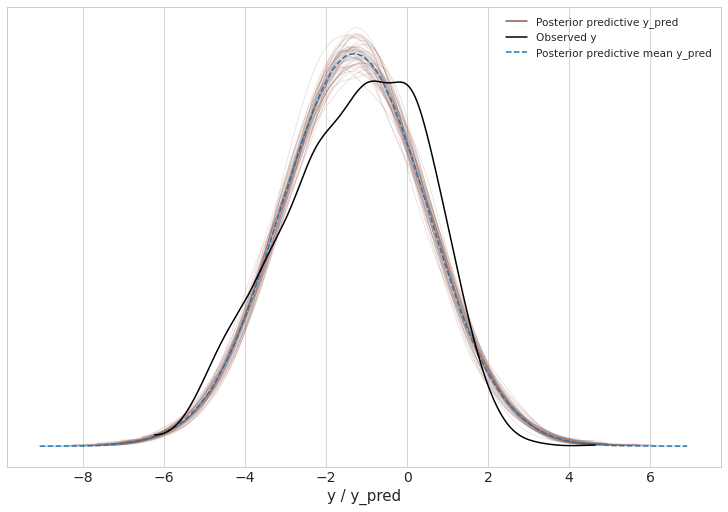 Posterior predictive y_pred
Observed y
Posterior predictive mean y_pred
−8 −6 −4 −2 0 2 4 6
y / y_pred